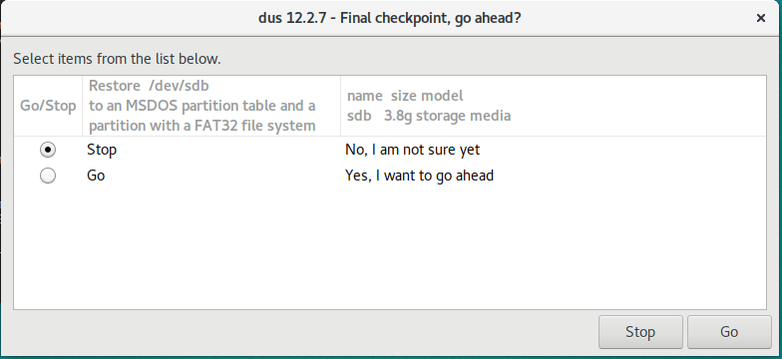 dus 12.2.7 - Final checkpoint, go ahead?
Select items from the list below.
Go/Stop
Restore /dev/sdb
to an MSDOS partition table and a
partition with a FAT32 file system
name size model
sdb 3.8g storage media
Stop No, I am not sure yet
Go Yes, I want to go ahead
Stop Go